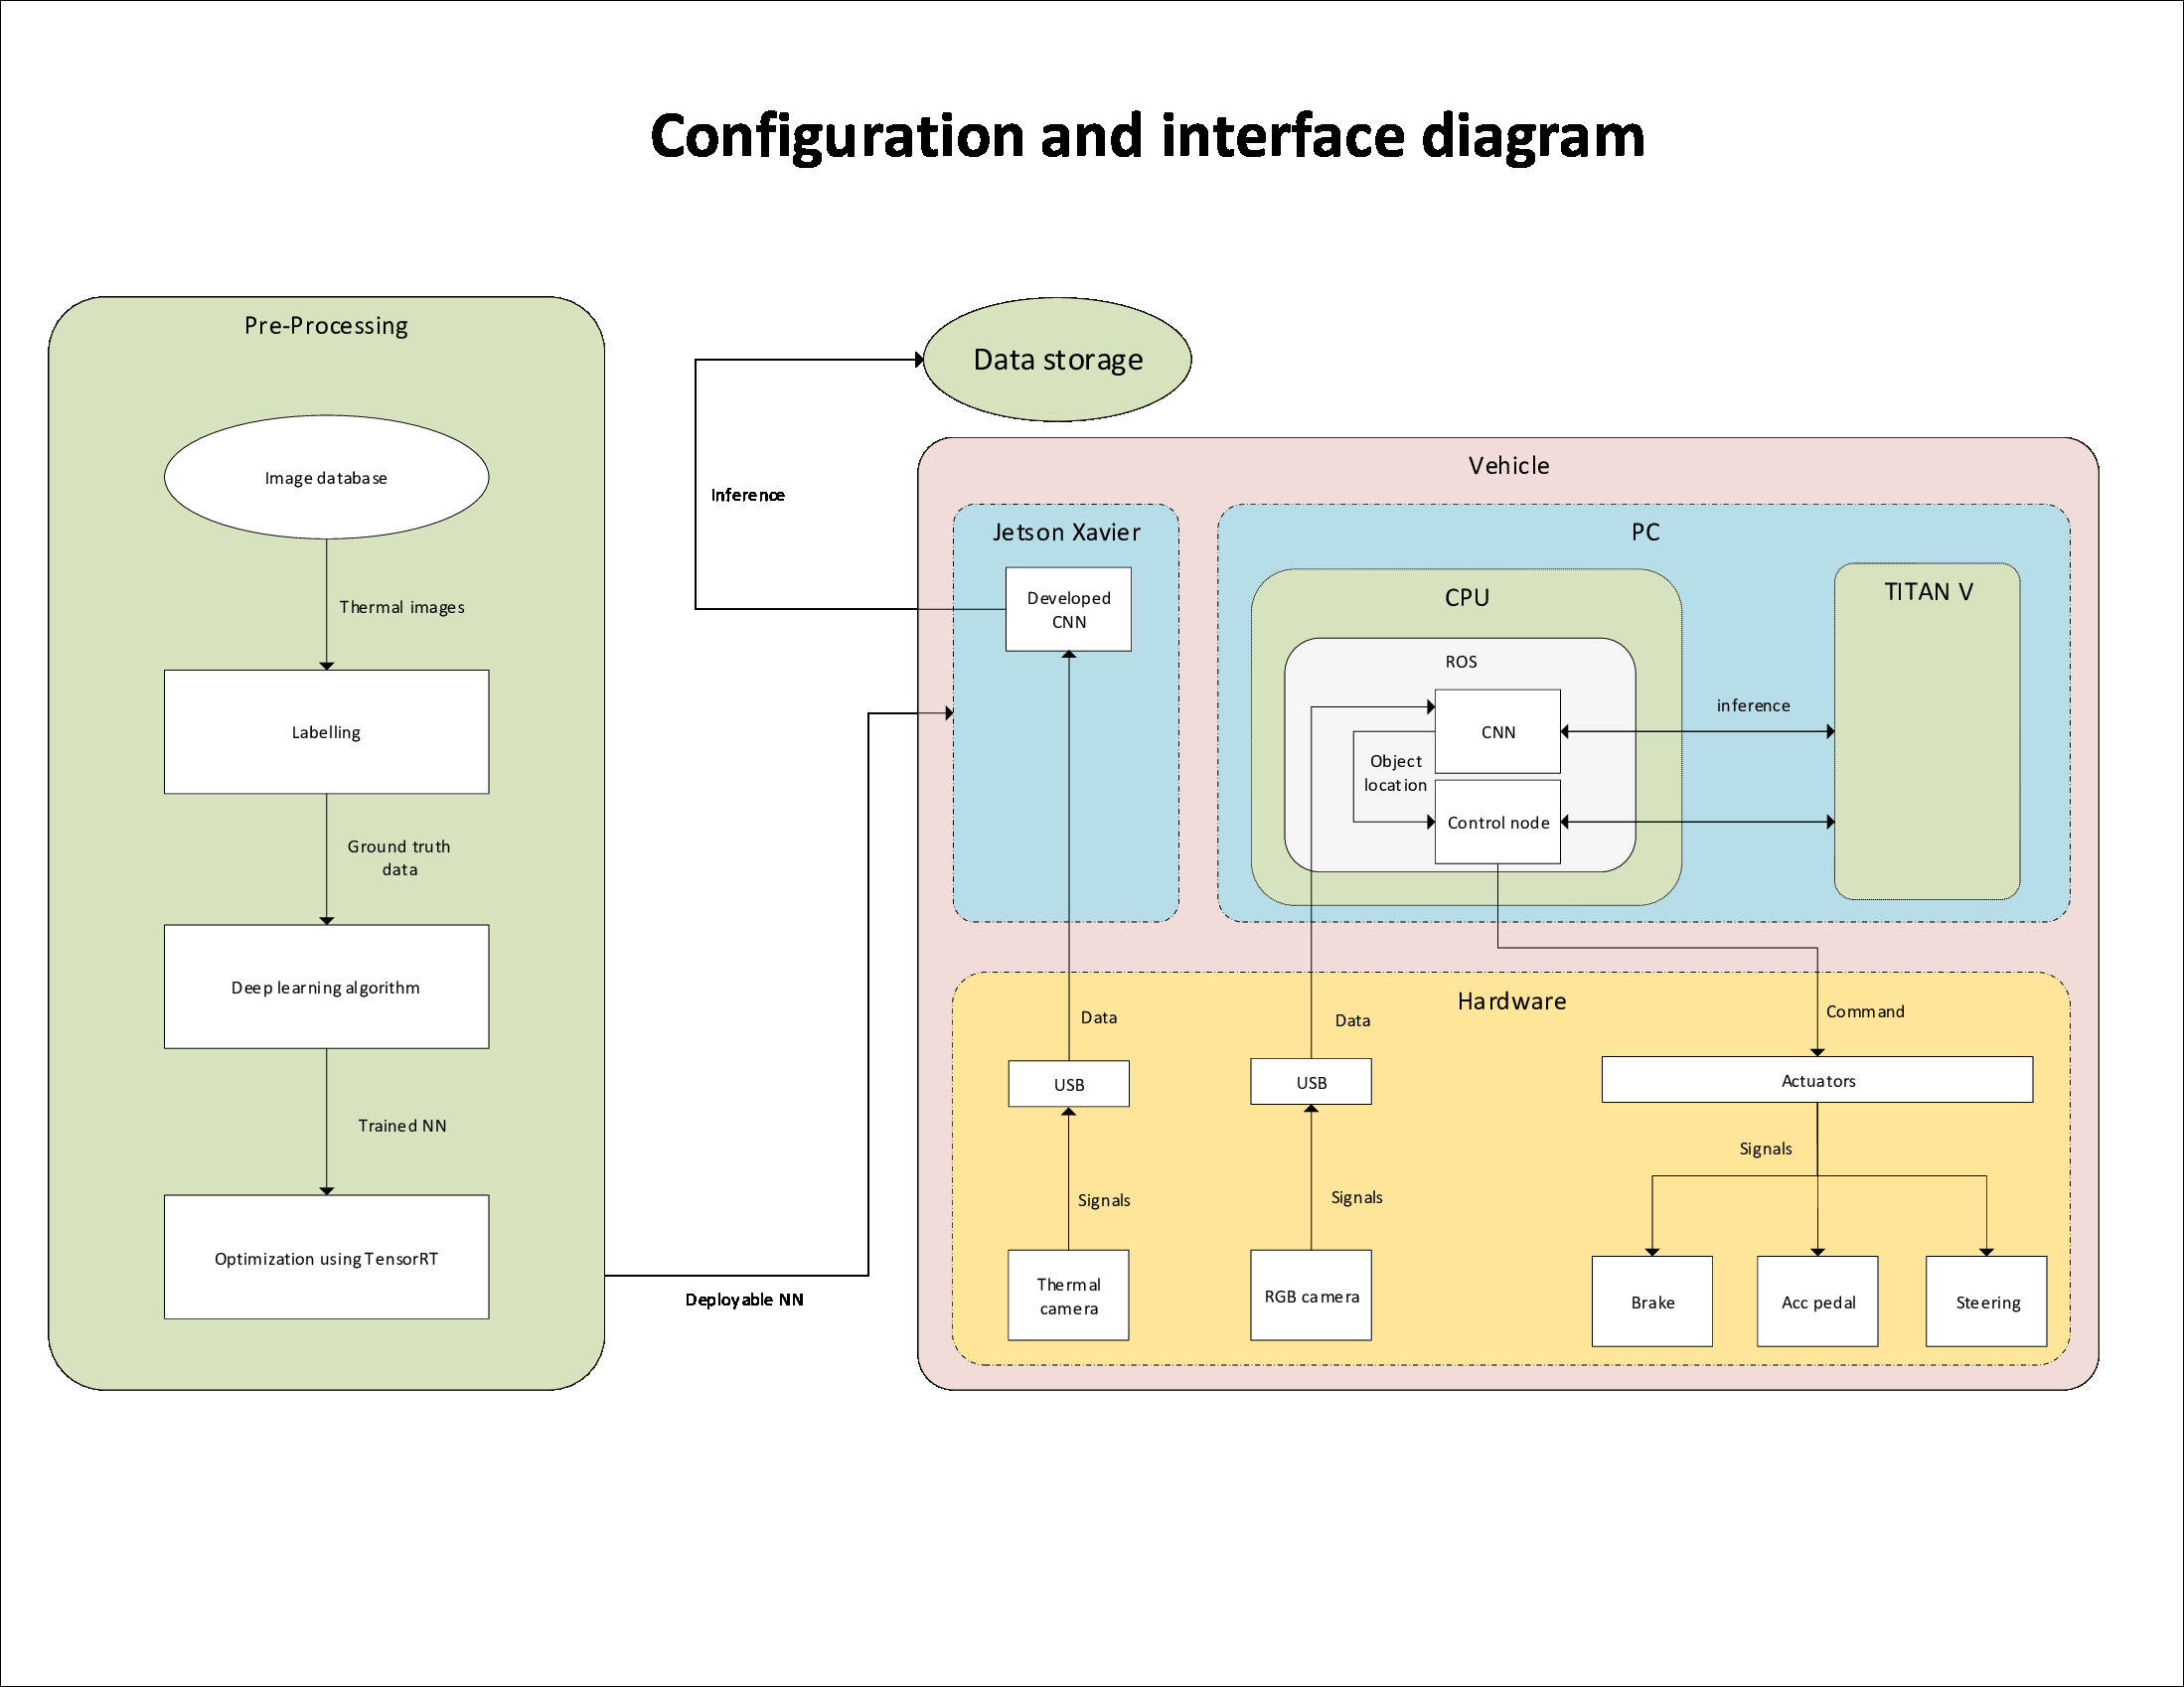 Configuration and interface diagram
Pre-Processing
Image database
Thermal images
Labelling
Ground truth
data
Deep learning algorithm
Trained NN
Optimization using TensorRT
Deployable NN
Inference
Data storage
Vehicle
Jetson Xavier
Developed
CNN
PC
CPU
ROS
CNN
Object
location
Control node
inference
TITAN V
Hardware
Data
USB
Signals
Thermal
camera
Data
USB
Signals
RGB camera
Command
Actuators
Signals
Brake
Acc pedal
Steering